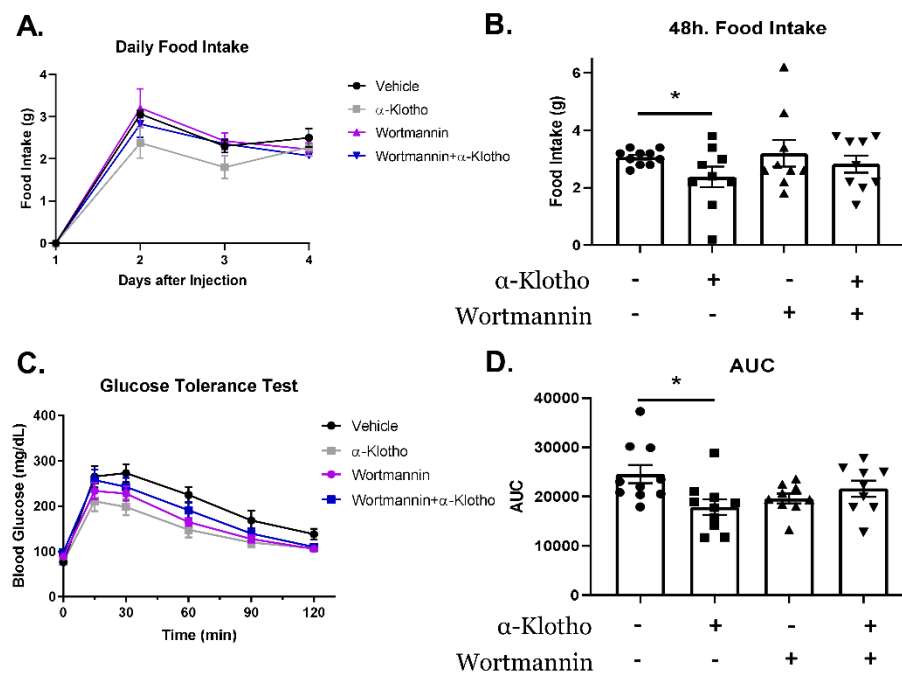 A.
Daily Food Intake
Food Intake (g)
4
3
2
1
0
1 2 3 4
Days after Injection
Vehicle
α-Klotho
Wortmannin
Wortmannin+α-Klotho
B.
48h. Food Intake
Food Intake (g)
6
4
2
0
*
α-Klotho - + - +
Wortmannin - - + +
C.
Glucose Tolerance Test
Blood Glucose (mg/dL)
400
300
200
100
0
0 30 60 90 120
Time (min)
Vehicle
α-Klotho
Wortmannin
Wortmannin+α-Klotho
D.
AUC
AUC
40000
30000
20000
10000
0
*
α-Klotho - + - +
Wortmannin - - + +